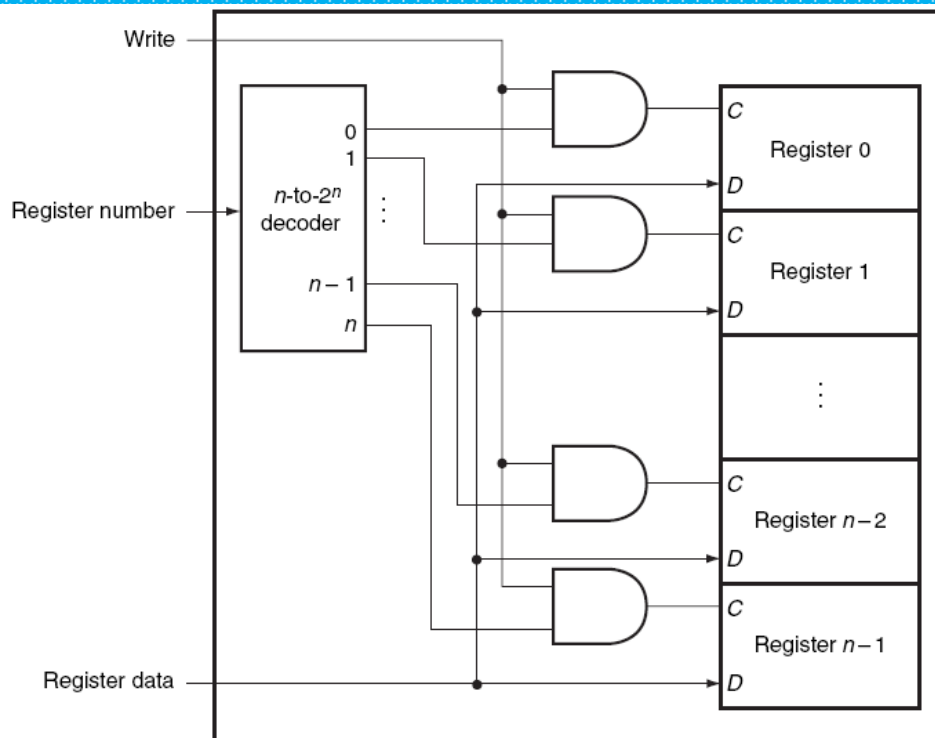 Write
0
1
n-to-2ⁿ
decoder
⋮
Register number
n – 1
n
C
Register 0
D
C
Register 1
D
⋮
C
Register n – 2
D
C
Register n – 1
D
Register data